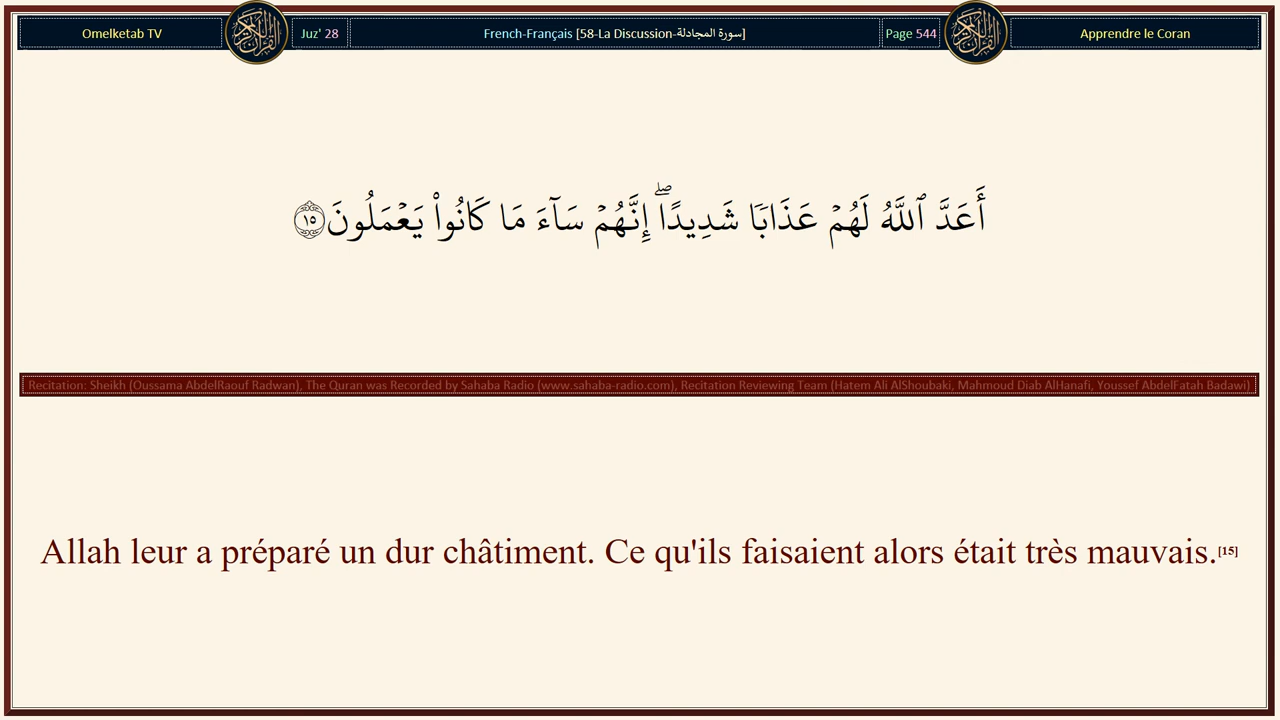 Omelketab TV
Juz' 28
French-Français [58-La Discussion-سورة المجادلة]
Page 544
Apprendre le Coran
أَعَدَّ ٱللَّهُ لَهُمۡ عَذَابٗا شَدِيدًاۖ إِنَّهُمۡ سَآءَ مَا كَانُواْ يَعۡمَلُونَ ١٥
Recitation: Sheikh (Oussama AbdelRaouf Radwan), The Quran was Recorded by Sahaba Radio (www.sahaba-radio.com), Recitation Reviewing Team (Hatem Ali AlShoubaki, Mahmoud Diab AlHanafi, Youssef AbdelFatah Badawi)
Allah leur a préparé un dur châtiment. Ce qu'ils faisaient alors était très mauvais.[15]